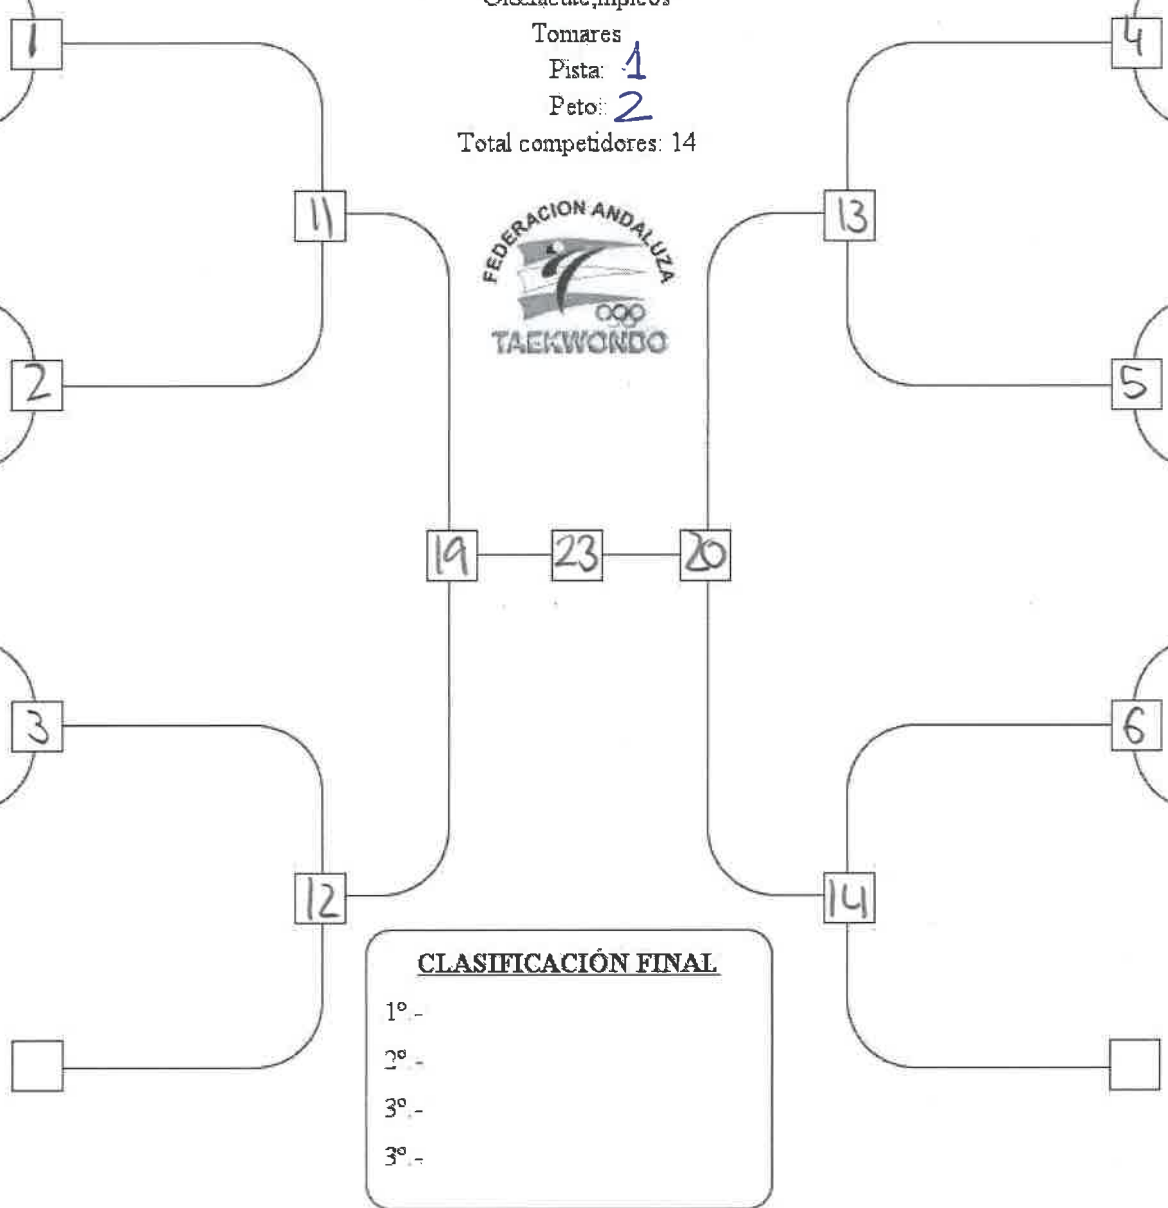 Tomares
Pista: 1
Peto: 2
Total competidores: 14
1
4
11
13
FEDERACION ANDALUZA
TAEKWONDO
2
5
19
23
20
3
6
12
14
CLASIFICACIÓN FINAL
1º.-
2º.-
3º.-
3º.-